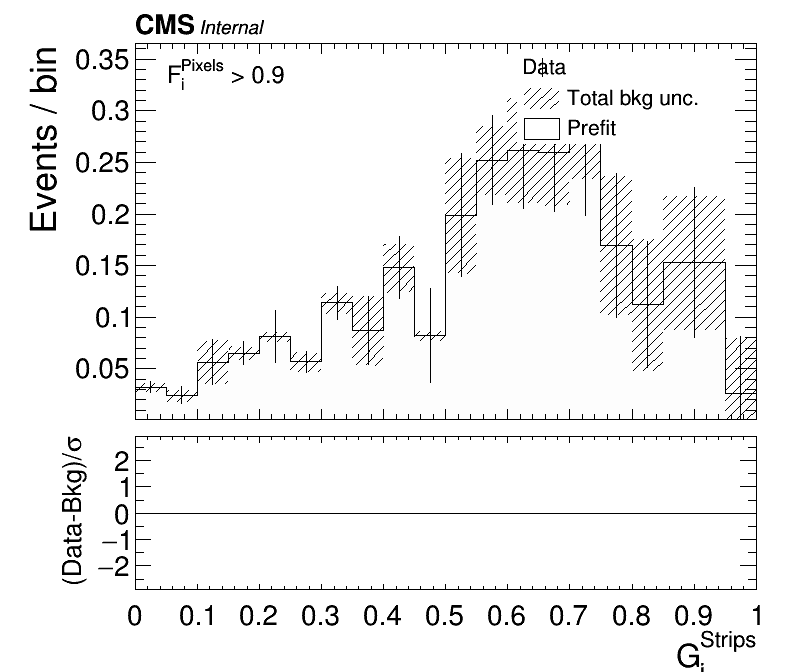 CMS Internal
F_i^Pixels > 0.9
Data
Total bkg unc.
Prefit
Events / bin
0.35
0.3
0.25
0.2
0.15
0.1
0.05
(Data-Bkg)/σ
2
1
0
−1
−2
0 0.1 0.2 0.3 0.4 0.5 0.6 0.7 0.8 0.9 1
G_i^Strips